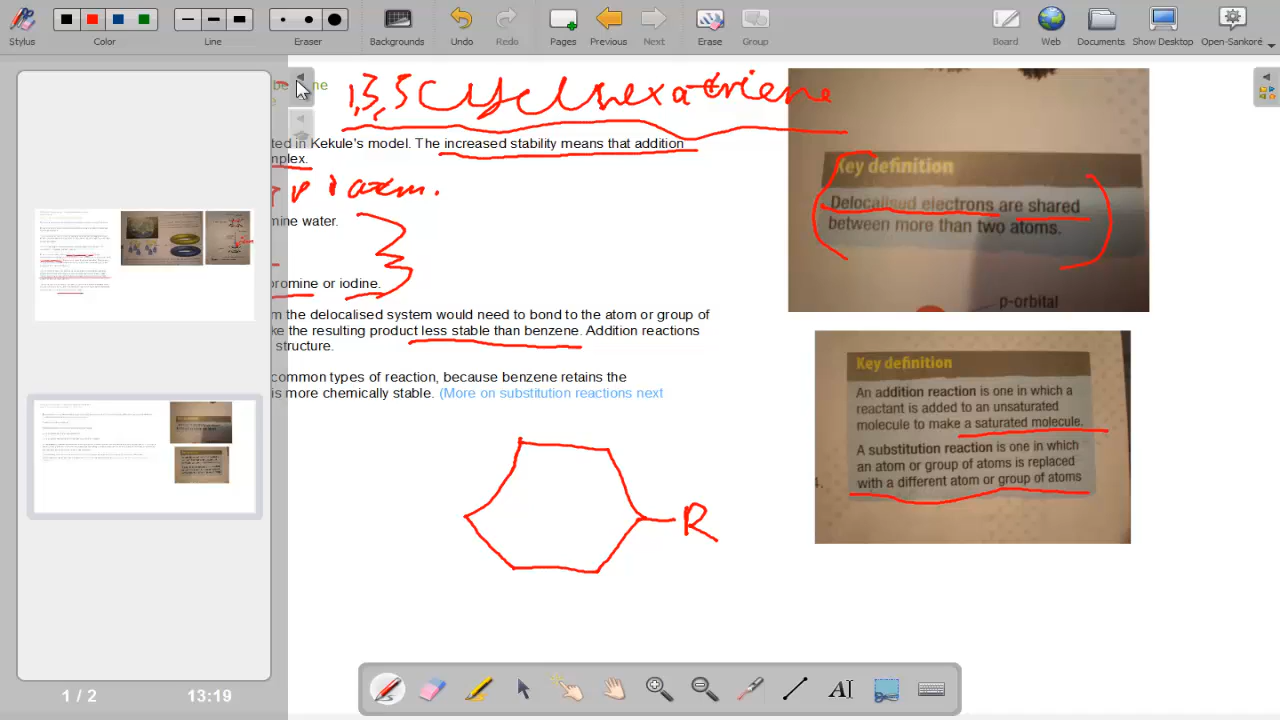 Stylus
Color
Line
Eraser
Backgrounds
Undo
Redo
Pages
Previous
Next
Erase
Group
Board
Web
Documents
Show Desktop
Open-Sankoré
1,3,5 Cyclohexatriene
ted in Kekule's model. The increased stability means that addition
mplex.
atom.
mine water.
romine or iodine.
m the delocalised system would need to bond to the atom or group of
ke the resulting product less stable than benzene. Addition reactions
structure.
common types of reaction, because benzene retains the
is more chemically stable. (More on substitution reactions next
R
Key definition
Delocalised electrons are shared
between more than two atoms.
p-orbital
Key definition
An addition reaction is one in which a
reactant is added to an unsaturated
molecule to make a saturated molecule.
A substitution reaction is one in which
an atom or group of atoms is replaced
with a different atom or group of atoms
1 / 2
13:19